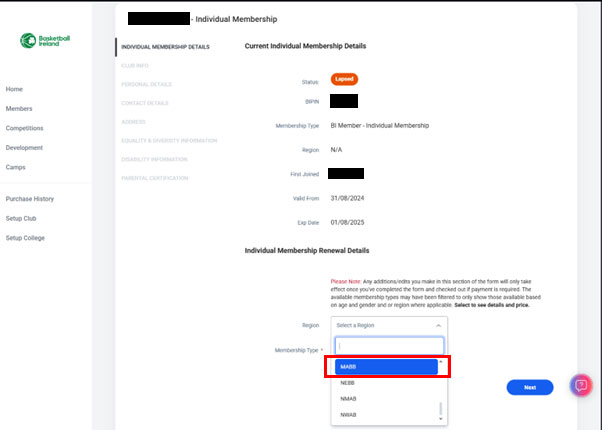 - Individual Membership
Basketball
Ireland
Home
Members
Competitions
Development
Camps
Purchase History
Setup Club
Setup College
INDIVIDUAL MEMBERSHIP DETAILS
CLUB INFO
PERSONAL DETAILS
CONTACT DETAILS
ADDRESS
EQUALITY & DIVERSITY INFORMATION
DISABILITY INFORMATION
PARENTAL CERTIFICATION
Current Individual Membership Details
Status: Lapsed
BIPIN
Membership Type BI Member - Individual Membership
Region N/A
First Joined
Valid From 31/08/2024
Exp Date 01/08/2025
Individual Membership Renewal Details
Please Note: Any additions/edits you make in this section of the form will only take
effect once you've completed the form and checked out if payment is required. The
available membership types may have been filtered to only show those available based
on age and gender and or region where applicable. Select to see details and price.
Region Select a Region
Membership Type *
MABB
NEBB
NMAB
NWAB
Next